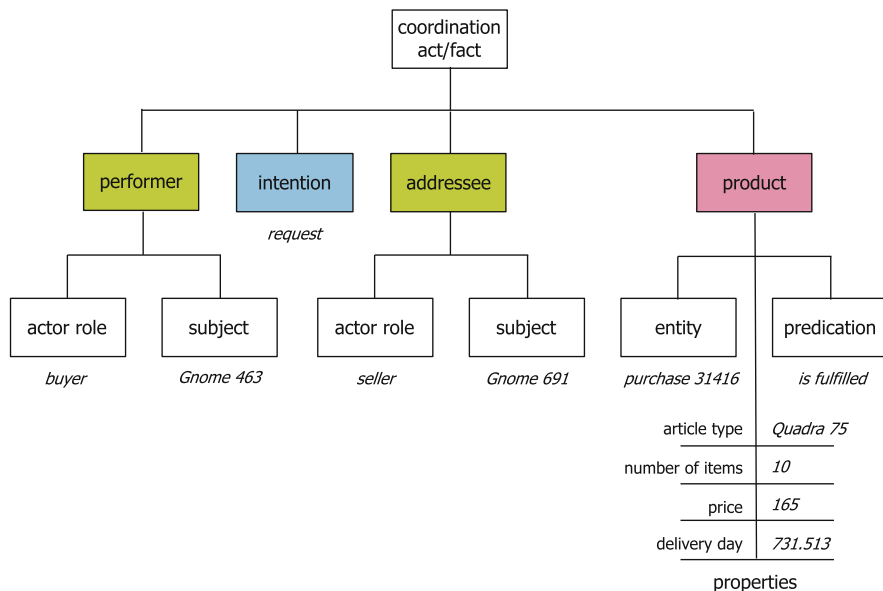 coordination
act/fact
performer
intention
addressee
product
request
actor role
subject
actor role
subject
entity
predication
buyer
Gnome 463
seller
Gnome 691
purchase 31416
is fulfilled
article type Quadra 75
number of items 10
price 165
delivery day 731.513
properties